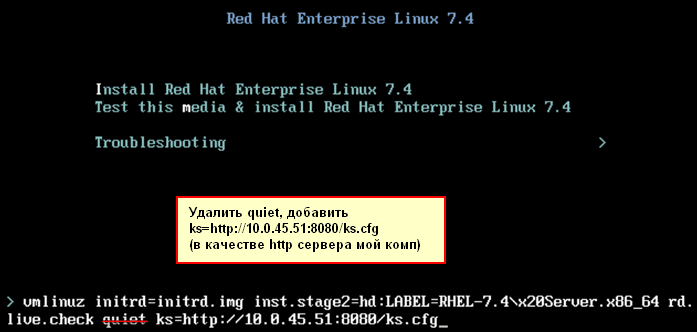 Red Hat Enterprise Linux 7.4
Install Red Hat Enterprise Linux 7.4
Test this media & install Red Hat Enterprise Linux 7.4
Troubleshooting >
Удалить quiet, добавить
ks=http://10.0.45.51:8080/ks.cfg
(в качестве http сервера мой комп)
> vmlinuz initrd=initrd.img inst.stage2=hd:LABEL=RHEL-7.4\x20Server.x86_64 rd.
live.check quiet ks=http://10.0.45.51:8080/ks.cfg_